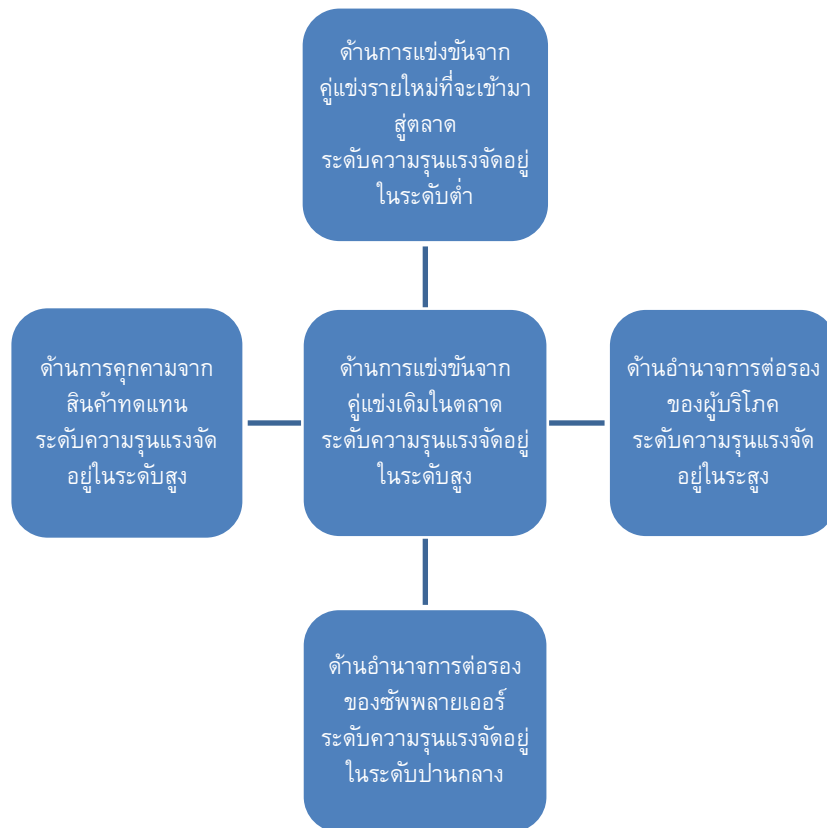 ด้านการแข่งขันจาก
คู่แข่งรายใหม่ที่จะเข้ามา
สู่ตลาด
ระดับความรุนแรงจัดอยู่
ในระดับต่ำ
ด้านการคุกคามจาก
สินค้าทดแทน
ระดับความรุนแรงจัด
อยู่ในระดับสูง
ด้านการแข่งขันจาก
คู่แข่งเดิมในตลาด
ระดับความรุนแรงจัดอยู่
ในระดับสูง
ด้านอำนาจการต่อรอง
ของผู้บริโภค
ระดับความรุนแรงจัด
อยู่ในระสูง
ด้านอำนาจการต่อรอง
ของซัพพลายเออร์
ระดับความรุนแรงจัดอยู่
ในระดับปานกลาง